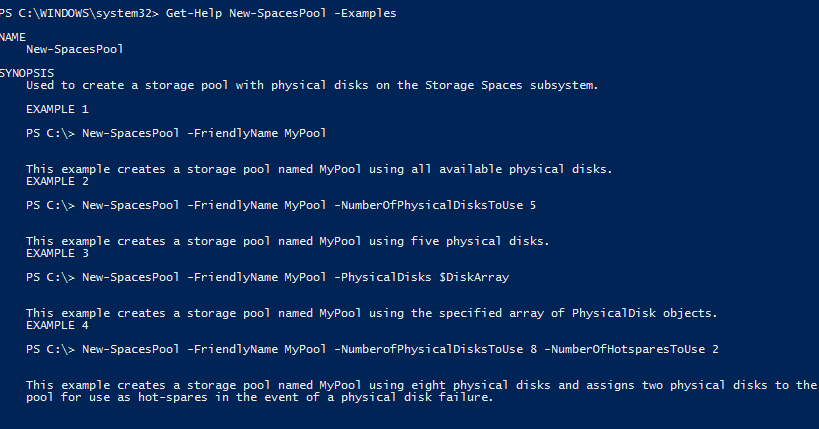 PS C:\WINDOWS\system32> Get-Help New-SpacesPool -Examples
NAME
New-SpacesPool
SYNOPSIS
Used to create a storage pool with physical disks on the Storage Spaces subsystem.
EXAMPLE 1
PS C:\> New-SpacesPool -FriendlyName MyPool
This example creates a storage pool named MyPool using all available physical disks.
EXAMPLE 2
PS C:\> New-SpacesPool -FriendlyName MyPool -NumberOfPhysicalDisksToUse 5
This example creates a storage pool named MyPool using five physical disks.
EXAMPLE 3
PS C:\> New-SpacesPool -FriendlyName MyPool -PhysicalDisks $DiskArray
This example creates a storage pool named MyPool using the specified array of PhysicalDisk objects.
EXAMPLE 4
PS C:\> New-SpacesPool -FriendlyName MyPool -NumberofPhysicalDisksToUse 8 -NumberOfHotsparesToUse 2
This example creates a storage pool named MyPool using eight physical disks and assigns two physical disks to the
pool for use as hot-spares in the event of a physical disk failure.